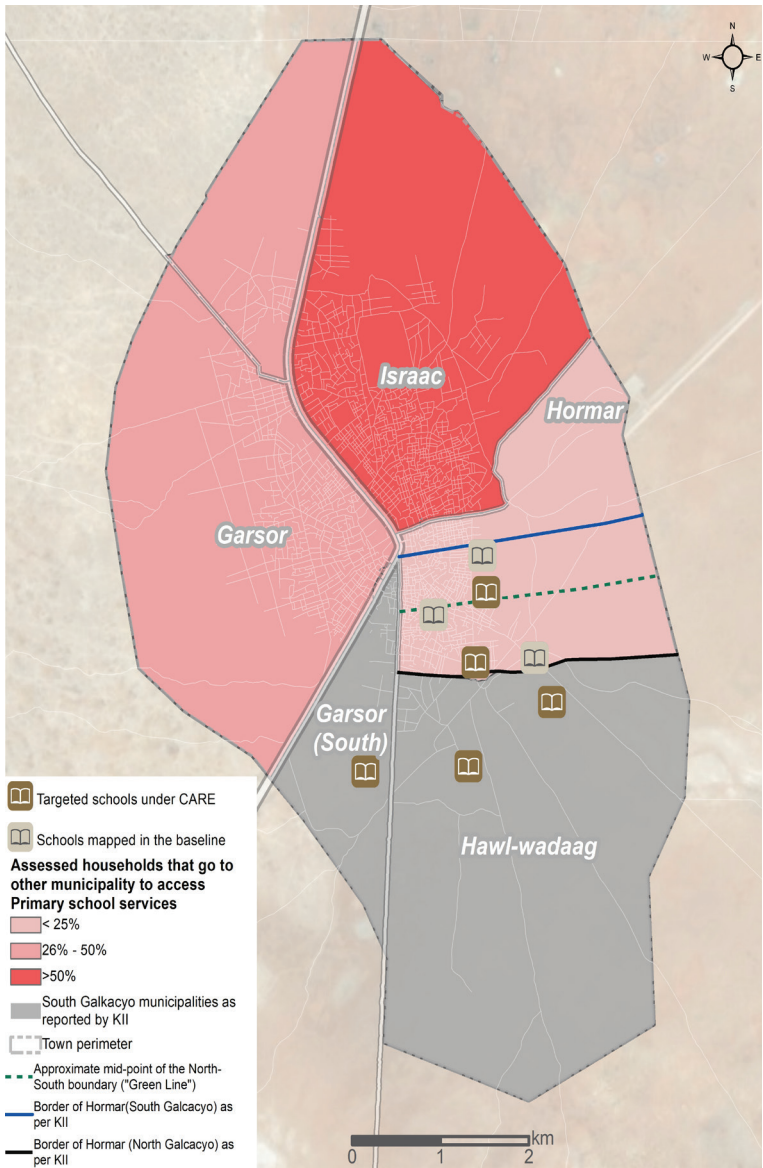 N
W E
S
Israac
Hormar
Garsor
Garsor
(South)
Hawl-wadaag
Targeted schools under CARE
Schools mapped in the baseline
Assessed households that go to
other municipality to access
Primary school services
< 25%
26% - 50%
>50%
South Galkacyo municipalities as
reported by KII
Town perimeter
Approximate mid-point of the North-
South boundary ("Green Line")
Border of Hormar(South Galcacyo) as
per KII
Border of Hormar (North Galcacyo) as
per KII
km
0 1 2